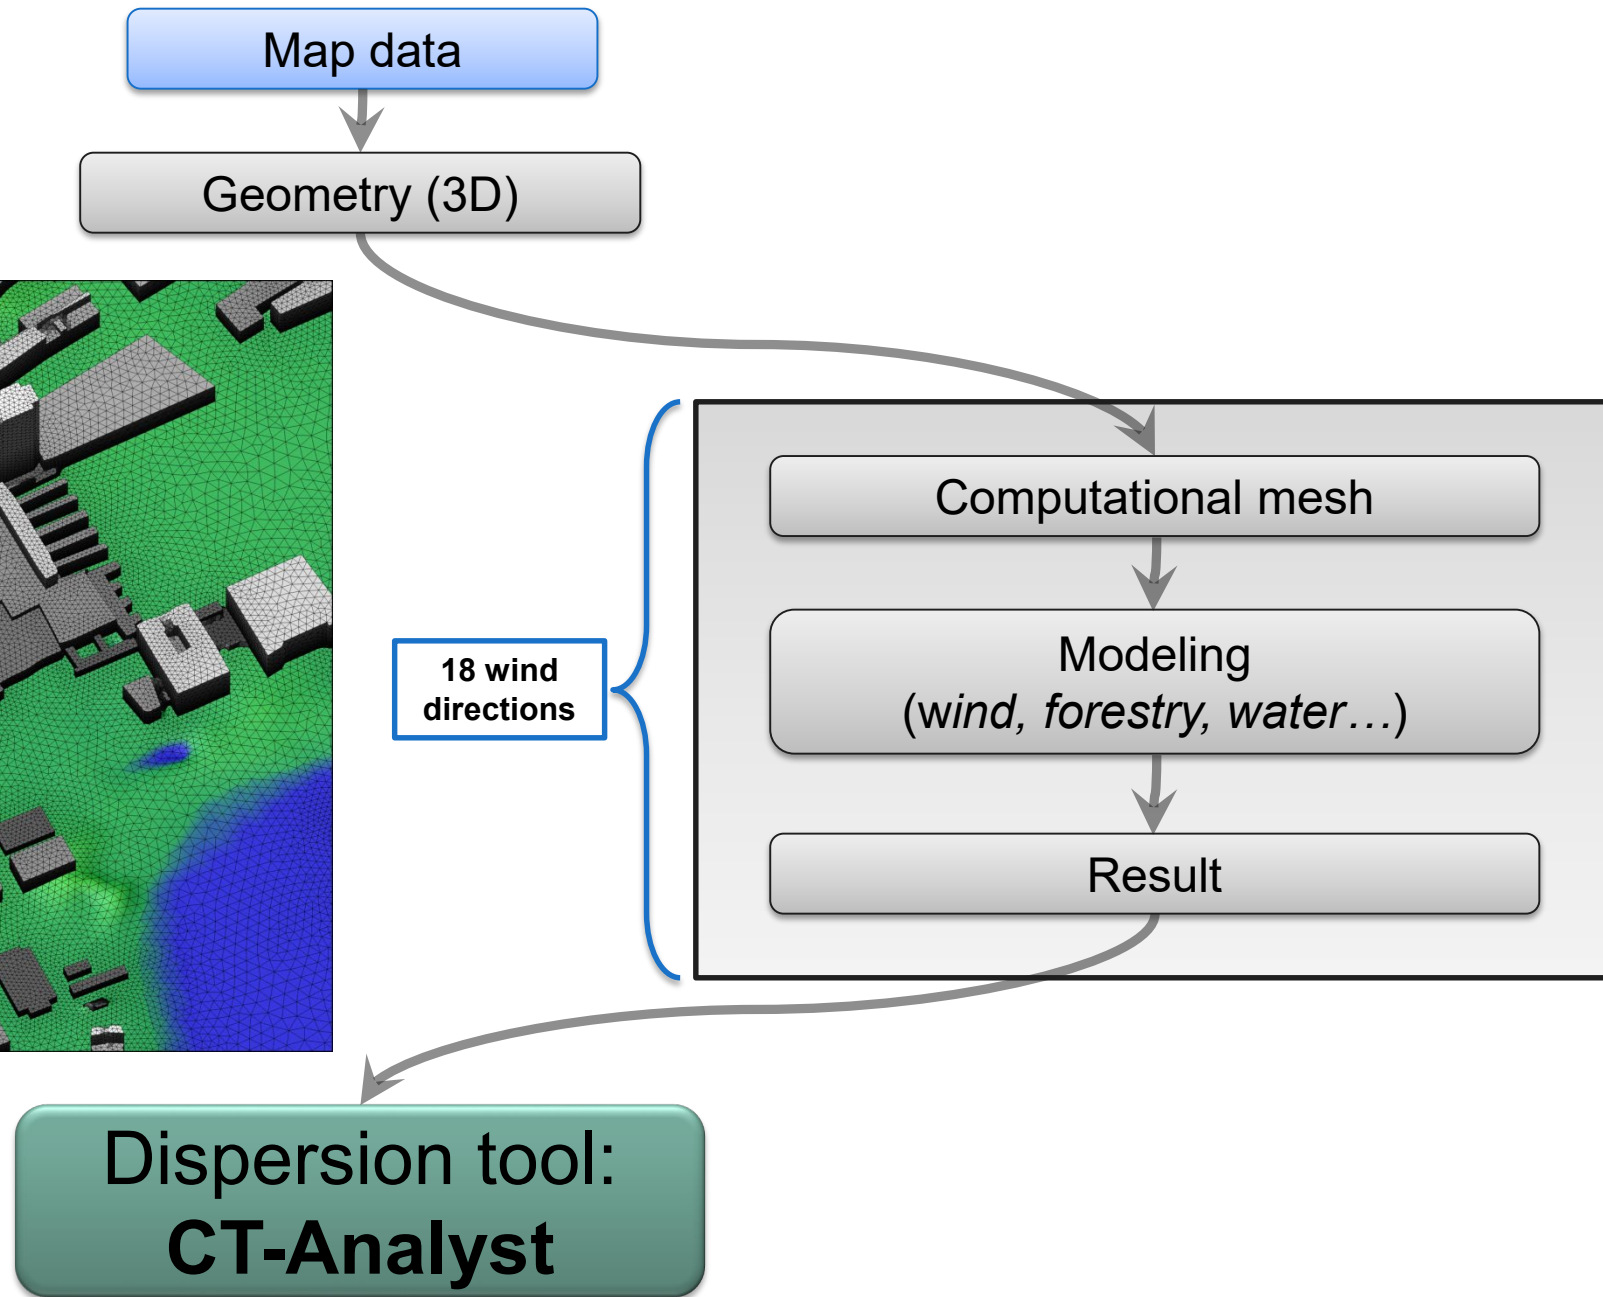 Map data
Geometry (3D)
Computational mesh
18 wind
directions
Modeling
(wind, forestry, water…)
Result
Dispersion tool:
CT-Analyst